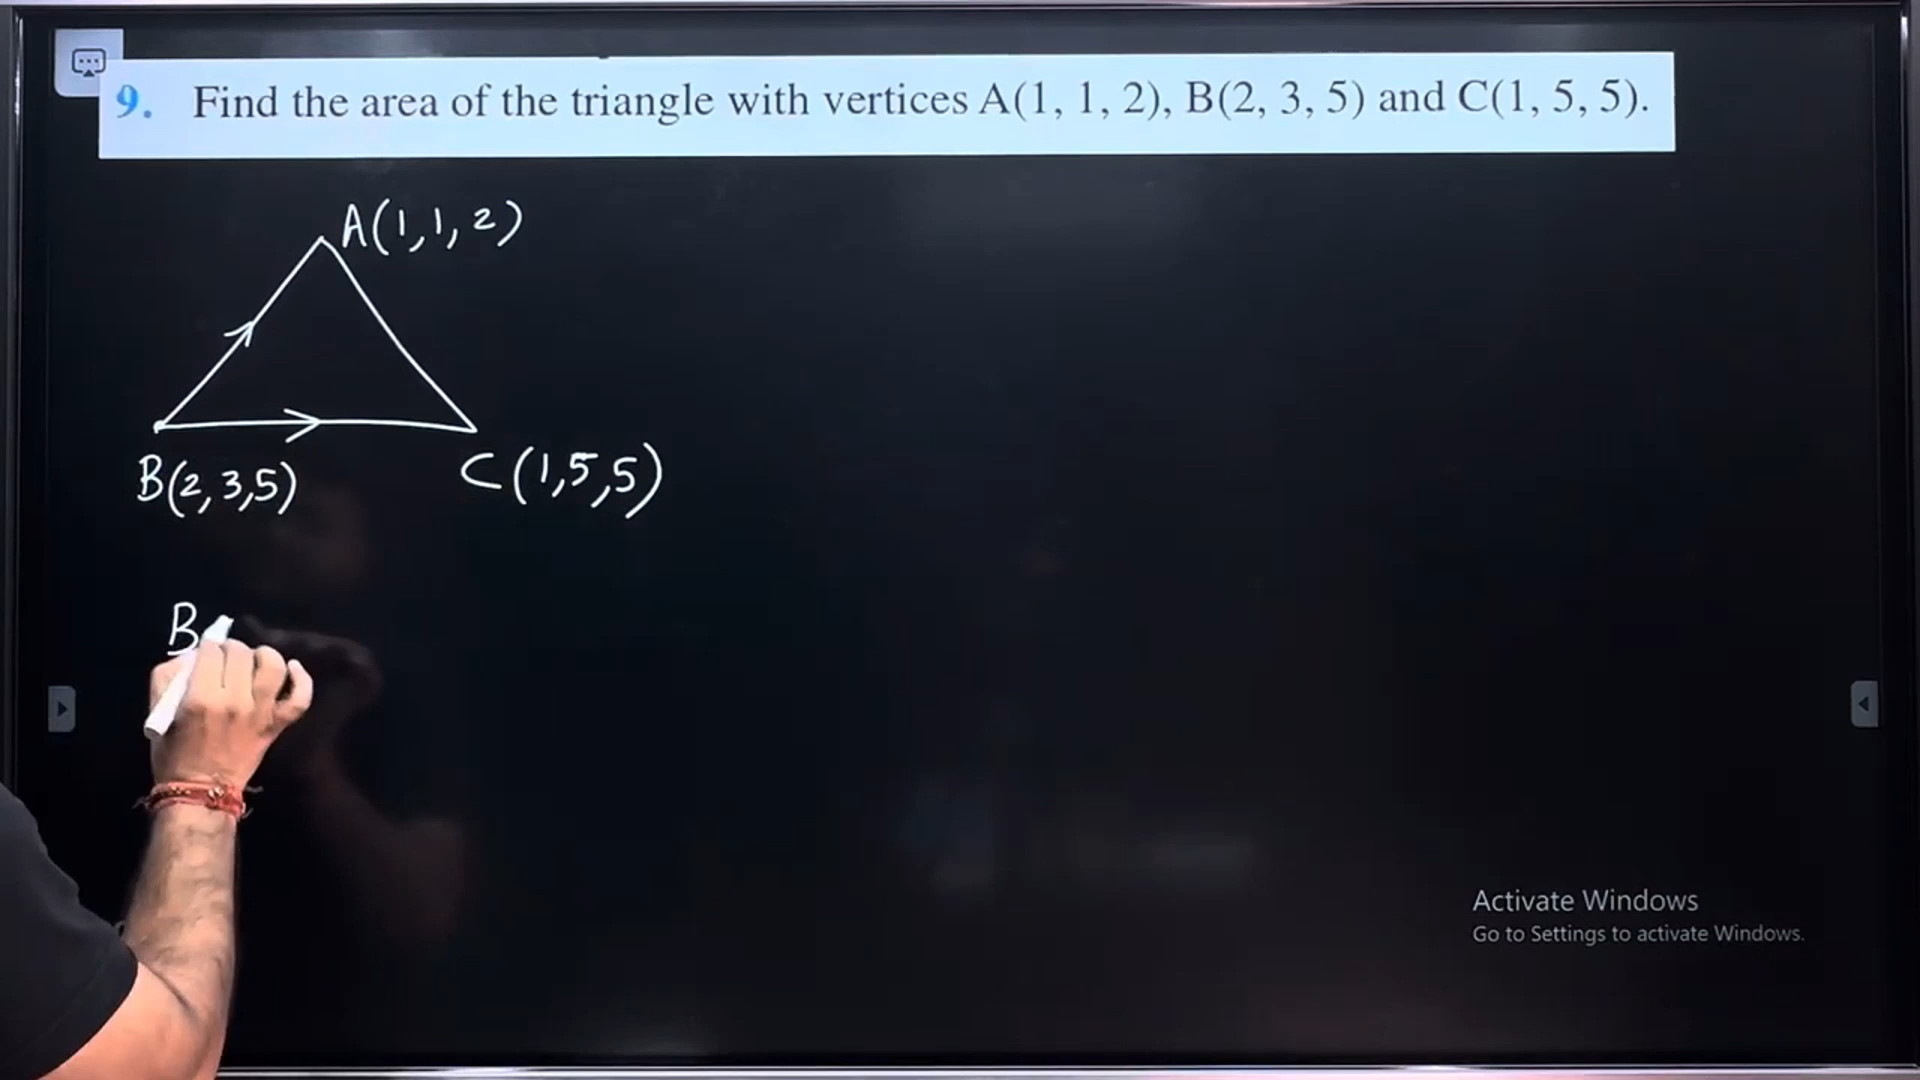 9. Find the area of the triangle with vertices A(1, 1, 2), B(2, 3, 5) and C(1, 5, 5).
A(1,1,2)
B(2,3,5)
C(1,5,5)
B
Activate Windows
Go to Settings to activate Windows.